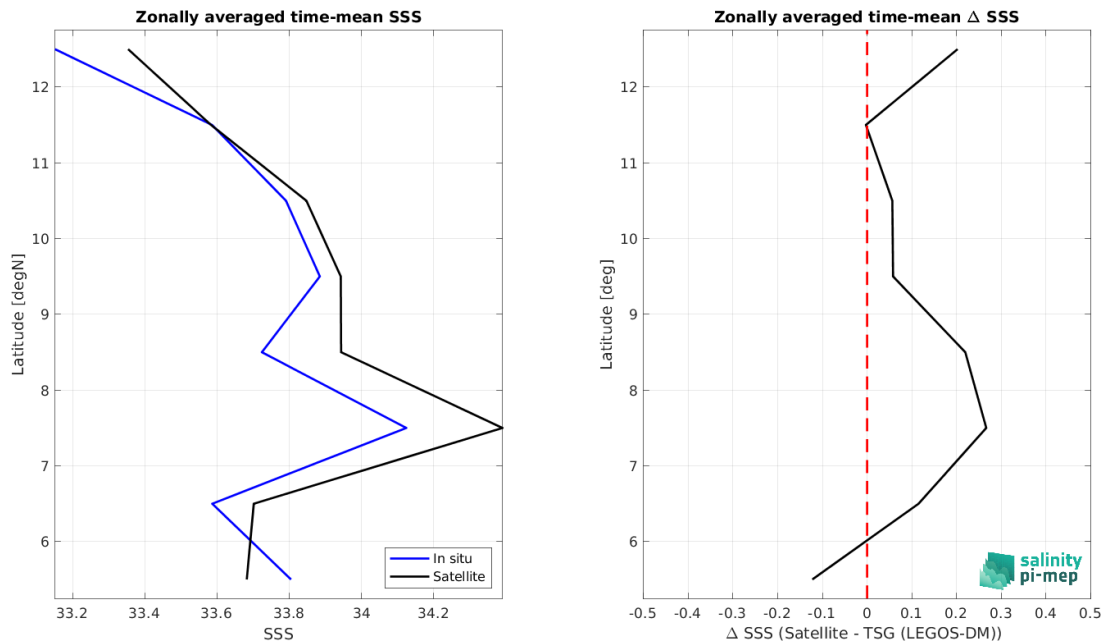 Zonally averaged time-mean SSS
12
11
10
9
8
7
6
Latitude [degN]
33.2 33.4 33.6 33.8 34 34.2
SSS
In situ
Satellite
Zonally averaged time-mean Δ SSS
12
11
10
9
8
7
6
Latitude [deg]
-0.5 -0.4 -0.3 -0.2 -0.1 0 0.1 0.2 0.3 0.4 0.5
Δ SSS (Satellite - TSG (LEGOS-DM))
salinity
pi-mep